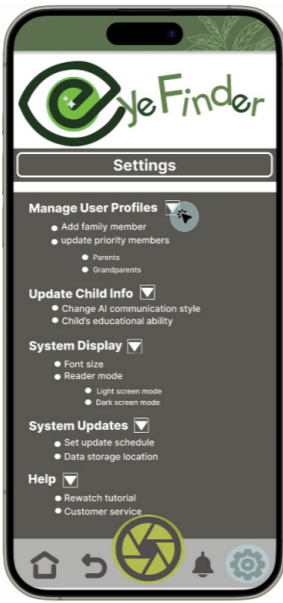 eyeFinder
Settings
Manage User Profiles
Add family member
update priority members
Parents
Grandparents
Update Child Info
Change AI communication style
Child's educational ability
System Display
Font size
Reader mode
Light screen mode
Dark screen mode
System Updates
Set update schedule
Data storage location
Help
Rewatch tutorial
Customer service